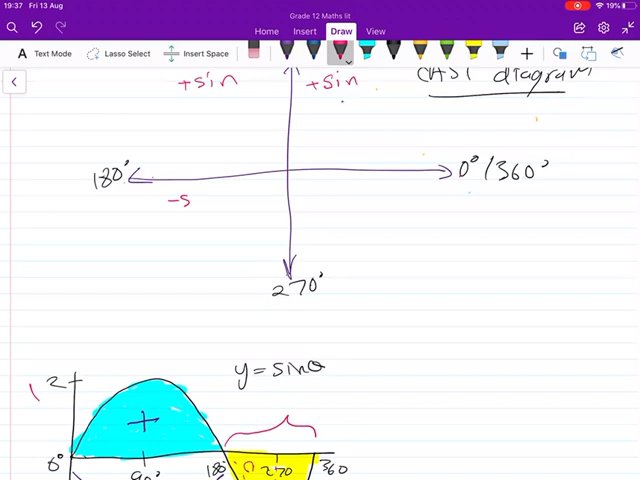 19:37 Fri 13 Aug 19%
Grade 12 Maths lit
Home Insert Draw View
A Text Mode Lasso Select Insert Space
+sin +sin CAST diagram
180° 0°/360°
-s
270°
y=sinθ
2
+
0° 90° 180° 270 360